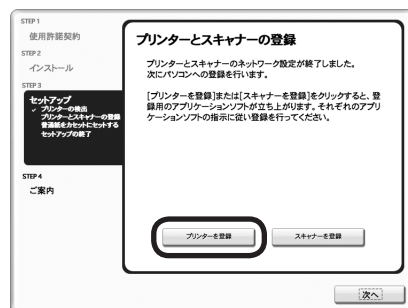 STEP 1
使用許諾契約
STEP 2
インストール
STEP 3
セットアップ
✓ プリンターの検出
プリンターとスキャナーの登録
普通紙をカセットにセットする
セットアップの終了
STEP 4
ご案内
プリンターとスキャナーの登録
プリンターとスキャナーのネットワーク設定が終了しました。
次にパソコンへの登録を行います。
[プリンターを登録]または[スキャナーを登録]をクリックすると、登
録用のアプリケーションソフトが立ち上がります。それぞれのアプリ
ケーションソフトの指示に従い登録を行ってください。
プリンターを登録
スキャナーを登録
次へ